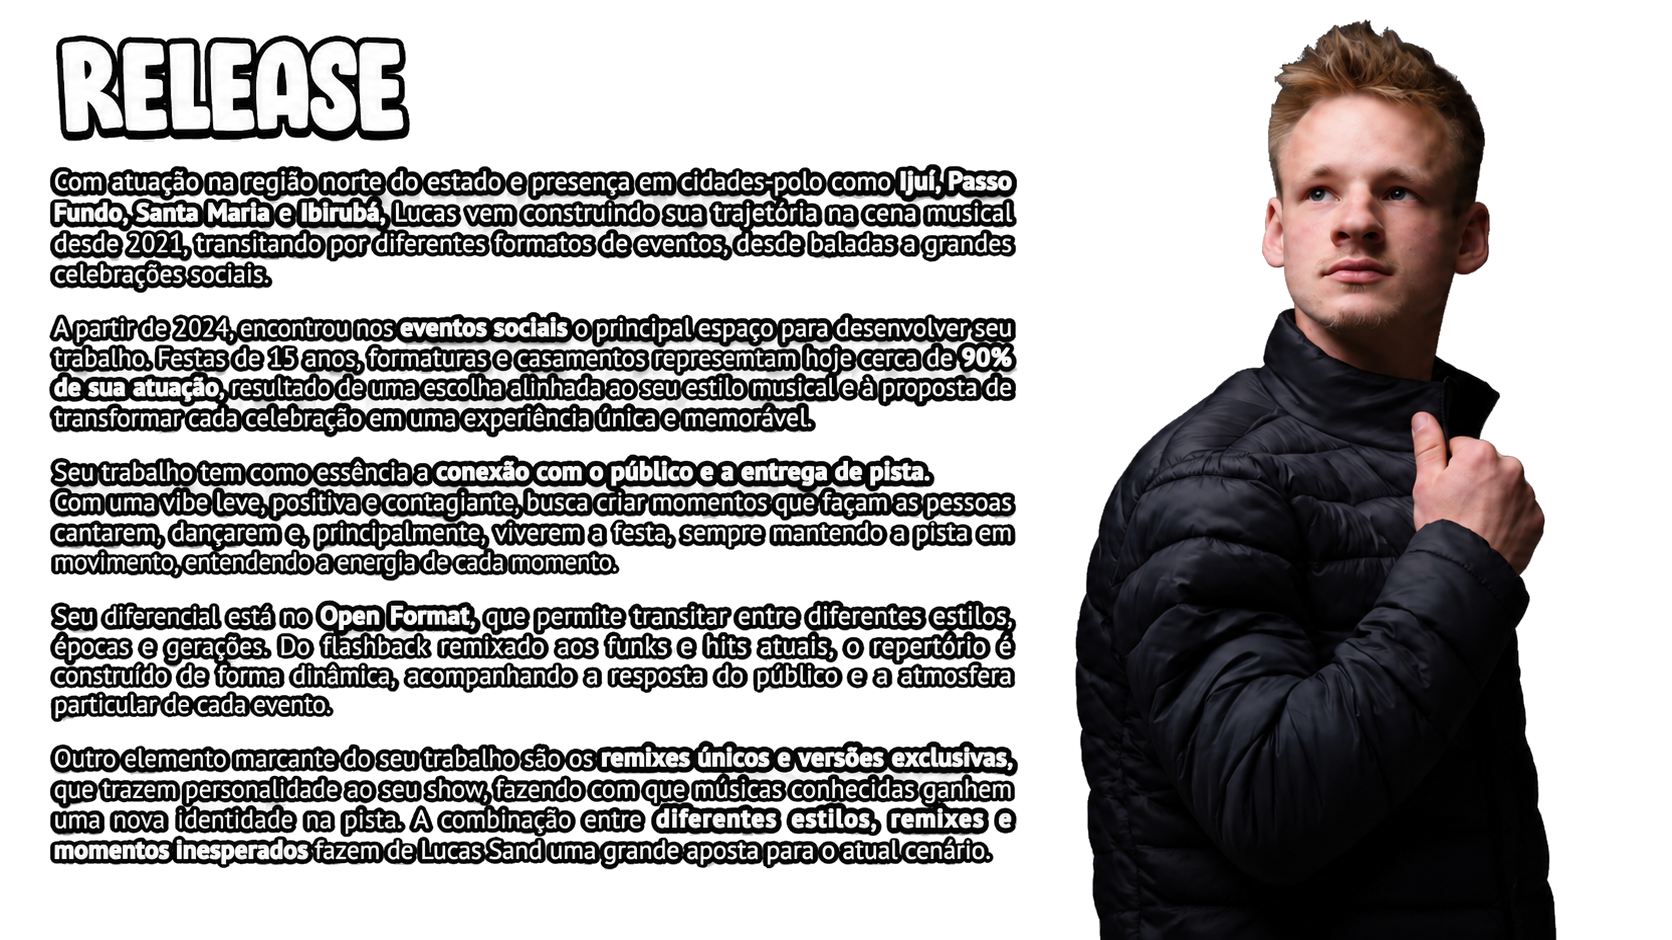 RELEASE
Com atuação na região norte do estado e presença em cidades-polo como Ijuí, Passo
Fundo, Santa Maria e Ibirubá, Lucas vem construindo sua trajetória na cena musical
desde 2021, transitando por diferentes formatos de eventos, desde baladas a grandes
celebrações sociais.
A partir de 2024, encontrou nos eventos sociais o principal espaço para desenvolver seu
trabalho. Festas de 15 anos, formaturas e casamentos represemtam hoje cerca de 90%
de sua atuação, resultado de uma escolha alinhada ao seu estilo musical e à proposta de
transformar cada celebração em uma experiência única e memorável.
Seu trabalho tem como essência a conexão com o público e a entrega de pista.
Com uma vibe leve, positiva e contagiante, busca criar momentos que façam as pessoas
cantarem, dançarem e, principalmente, viverem a festa, sempre mantendo a pista em
movimento, entendendo a energia de cada momento.
Seu diferencial está no Open Format, que permite transitar entre diferentes estilos,
épocas e gerações. Do flashback remixado aos funks e hits atuais, o repertório é
construído de forma dinâmica, acompanhando a resposta do público e a atmosfera
particular de cada evento.
Outro elemento marcante do seu trabalho são os remixes únicos e versões exclusivas,
que trazem personalidade ao seu show, fazendo com que músicas conhecidas ganhem
uma nova identidade na pista. A combinação entre diferentes estilos, remixes e
momentos inesperados fazem de Lucas Sand uma grande aposta para o atual cenário.